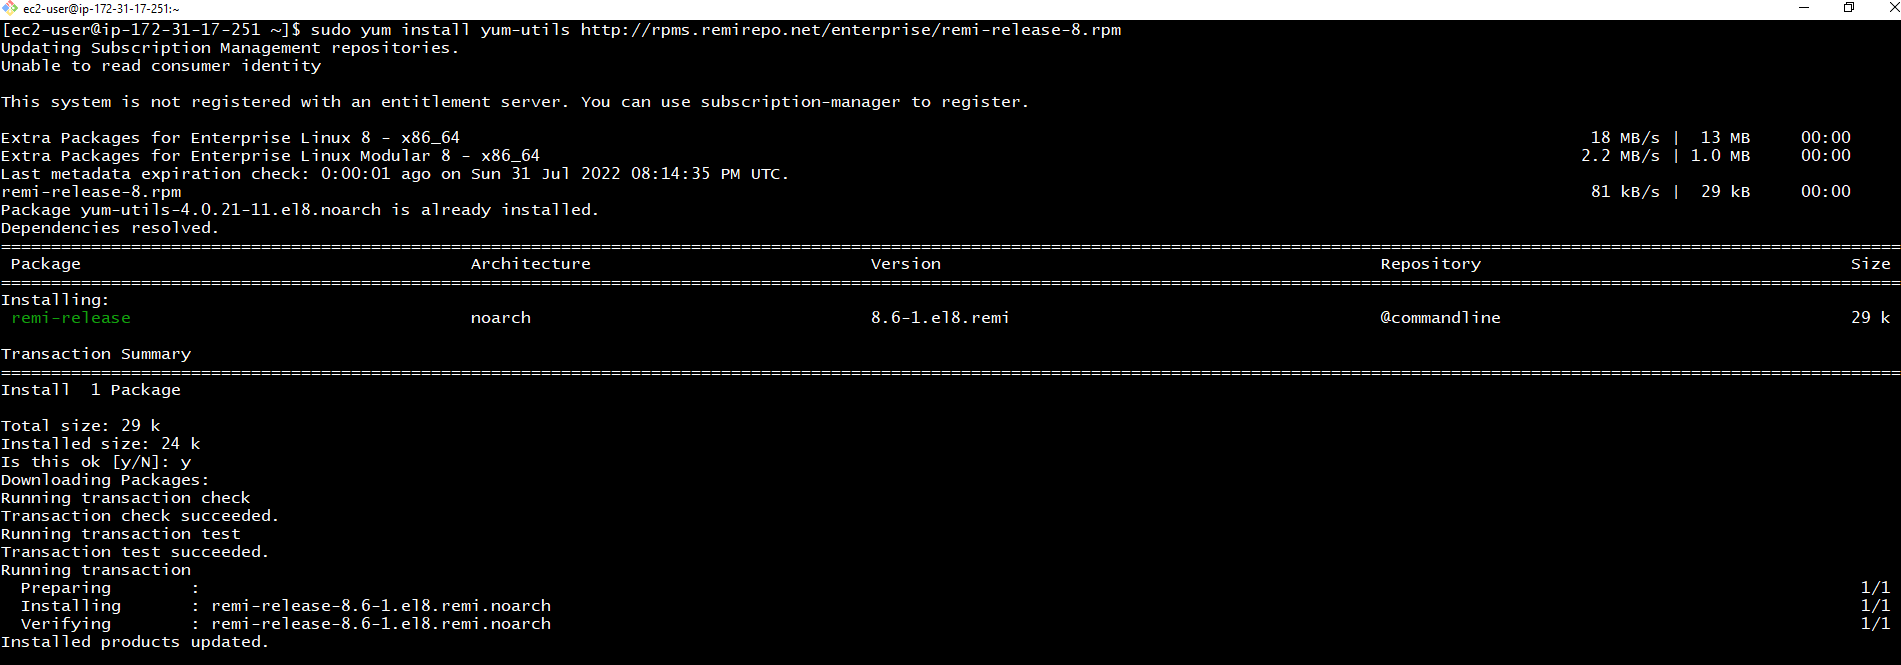 ec2-user@ip-172-31-17-251:~
[ec2-user@ip-172-31-17-251 ~]$ sudo yum install yum-utils http://rpms.remirepo.net/enterprise/remi-release-8.rpm
Updating Subscription Management repositories.
Unable to read consumer identity
This system is not registered with an entitlement server. You can use subscription-manager to register.
Extra Packages for Enterprise Linux 8 - x86_64 18 MB/s | 13 MB 00:00
Extra Packages for Enterprise Linux Modular 8 - x86_64 2.2 MB/s | 1.0 MB 00:00
Last metadata expiration check: 0:00:01 ago on Sun 31 Jul 2022 08:14:35 PM UTC.
remi-release-8.rpm 81 kB/s | 29 kB 00:00
Package yum-utils-4.0.21-11.el8.noarch is already installed.
Dependencies resolved.
Package Architecture Version Repository Size
Installing:
remi-release noarch 8.6-1.el8.remi @commandline 29 k
Transaction Summary
Install 1 Package
Total size: 29 k
Installed size: 24 k
Is this ok [y/N]: y
Downloading Packages:
Running transaction check
Transaction check succeeded.
Running transaction test
Transaction test succeeded.
Running transaction
Preparing : 1/1
Installing : remi-release-8.6-1.el8.remi.noarch 1/1
Verifying : remi-release-8.6-1.el8.remi.noarch 1/1
Installed products updated.